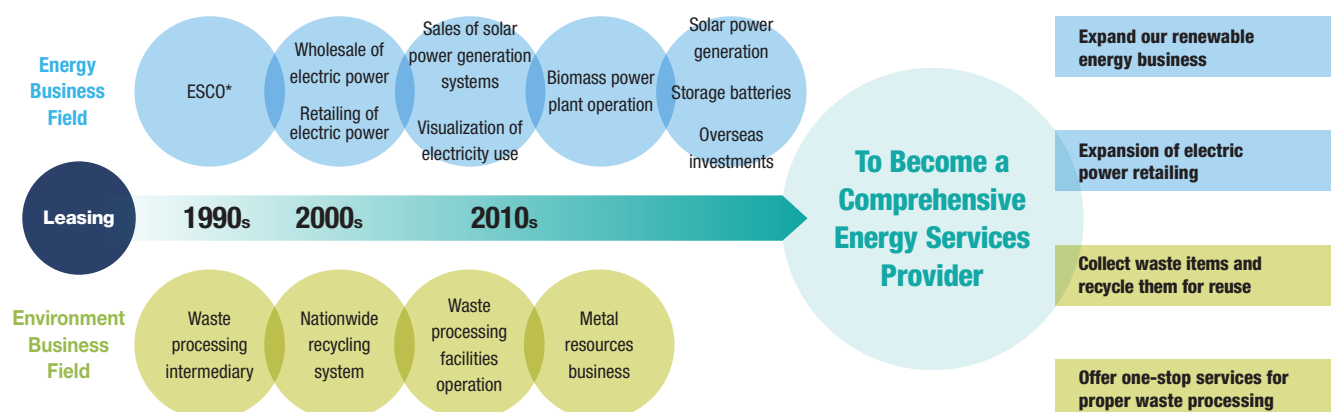 Energy
Business
Field
ESCO*
Wholesale of
electric power
Retailing of
electric power
Sales of solar
power generation
systems
Visualization of
electricity use
Biomass power
plant operation
Solar power
generation
Storage batteries
Overseas
investments
Leasing
1990s
2000s
2010s
To Become a
Comprehensive
Energy Services
Provider
Environment
Business
Field
Waste
processing
intermediary
Nationwide
recycling
system
Waste
processing
facilities
operation
Metal
resources
business
Expand our renewable
energy business
Expansion of electric
power retailing
Collect waste items and
recycle them for reuse
Offer one-stop services for
proper waste processing